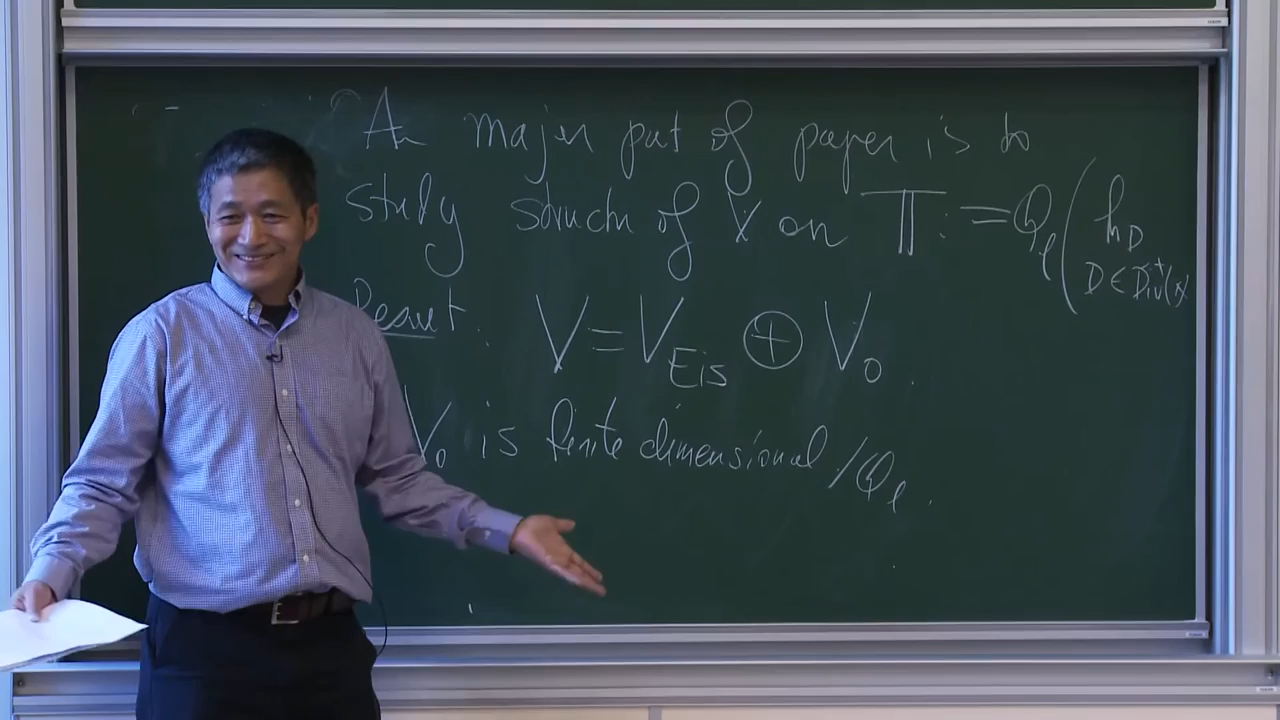 A major part of paper is to
study structu of V on 𝕋 := ℚ_ℓ ( h_D
D ∈ Div⁺(X)
Result: V = V_Eis ⊕ V_0.
V_0 is finite dimensional / ℚ_ℓ.